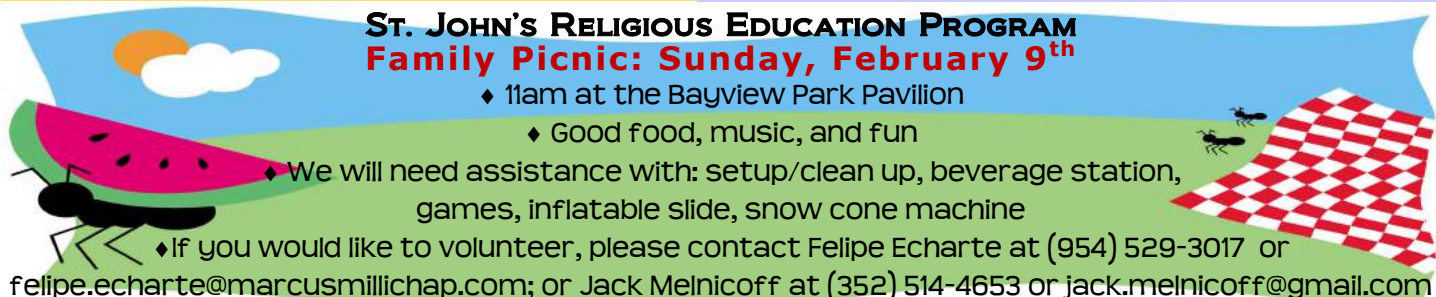 St. John's Religious Education Program
Family Picnic: Sunday, February 9th
♦ 11am at the Bayview Park Pavilion
♦ Good food, music, and fun
♦ We will need assistance with: setup/clean up, beverage station,
games, inflatable slide, snow cone machine
♦If you would like to volunteer, please contact Felipe Echarte at (954) 529-3017 or
felipe.echarte@marcusmillichap.com; or Jack Melnicoff at (352) 514-4653 or jack.melnicoff@gmail.com